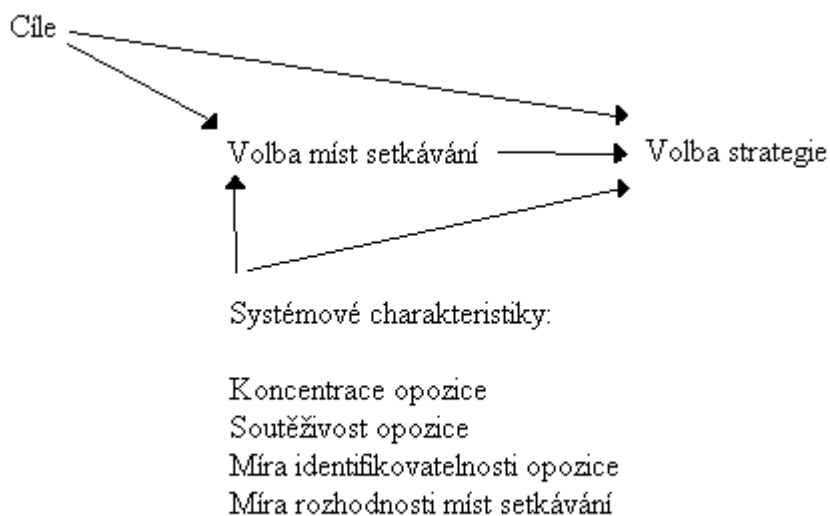 Cíle
Volba míst setkávání
Volba strategie
Systémové charakteristiky:
Koncentrace opozice
Soutěživost opozice
Míra identifikovatelnosti opozice
Míra rozhodnosti míst setkávání